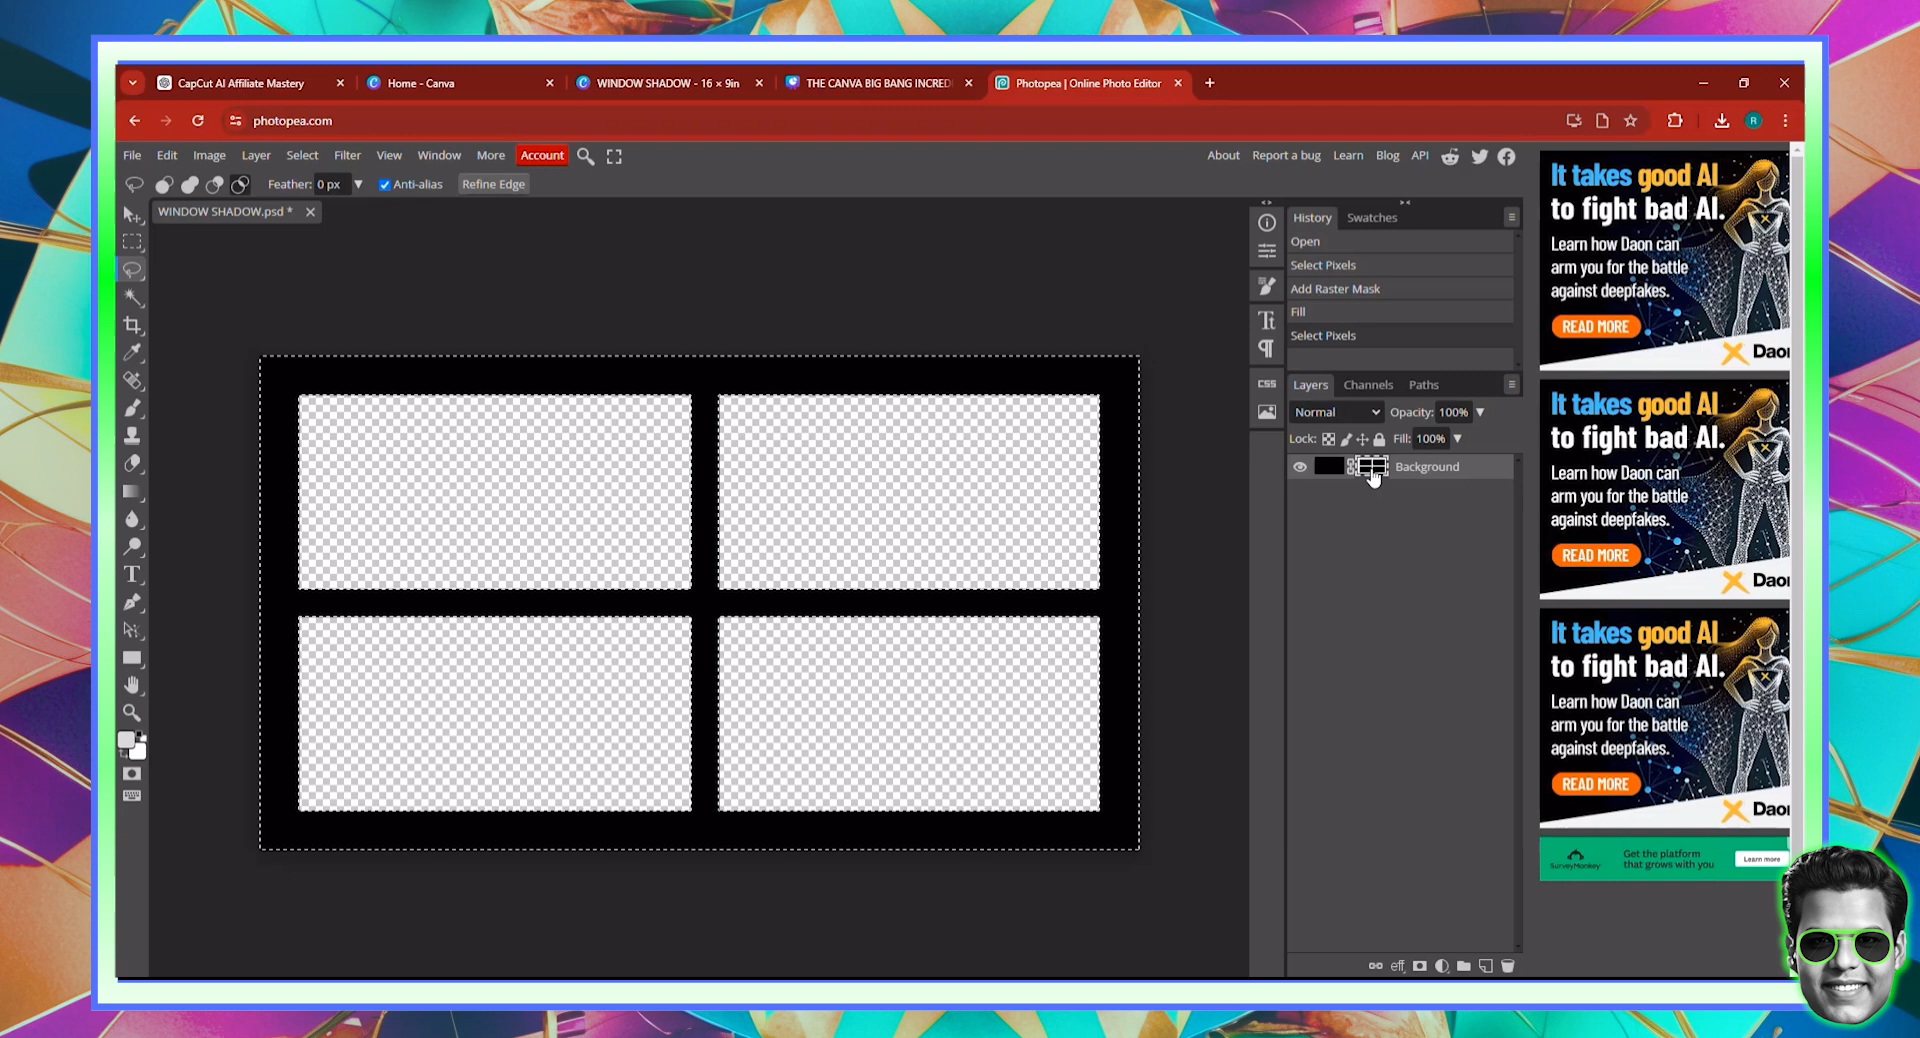 CapCut AI Affiliate Mastery
Home - Canva
WINDOW SHADOW - 16 × 9in
THE CANVA BIG BANG INCRED
Photopea | Online Photo Editor
photopea.com
R
File Edit Image Layer Select Filter View Window More Account
About Report a bug Learn Blog API
Feather: 0 px Anti-alias Refine Edge
WINDOW SHADOW.psd *
History Swatches
Open
Select Pixels
Add Raster Mask
Fill
Select Pixels
CSS
Layers Channels Paths
Normal Opacity: 100%
Lock: Fill: 100%
Background
eff
It takes good AI
to fight bad AI.
Learn how Daon can
arm you for the battle
against deepfakes.
READ MORE
Daon
It takes good AI
to fight bad AI.
Learn how Daon can
arm you for the battle
against deepfakes.
READ MORE
Daon
It takes good AI
to fight bad AI.
Learn how Daon can
arm you for the battle
against deepfakes.
READ MORE
Daon
SurveyMonkey
Get the platform
that grows with you
Learn more